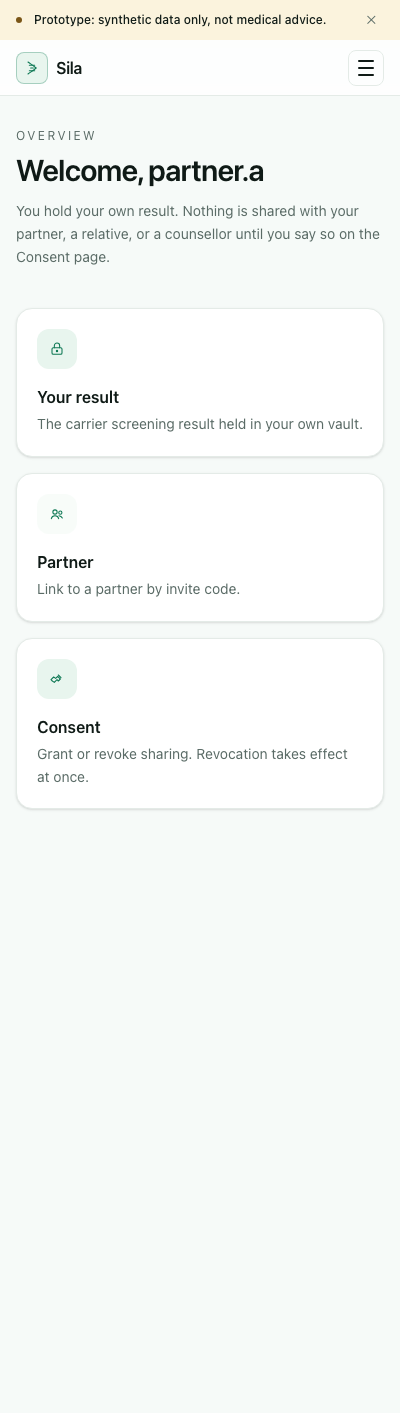 Prototype: synthetic data only, not medical advice.
Sila
OVERVIEW
Welcome, partner.a
You hold your own result. Nothing is shared with your
partner, a relative, or a counsellor until you say so on the
Consent page.
Your result
The carrier screening result held in your own vault.
Partner
Link to a partner by invite code.
Consent
Grant or revoke sharing. Revocation takes effect
at once.